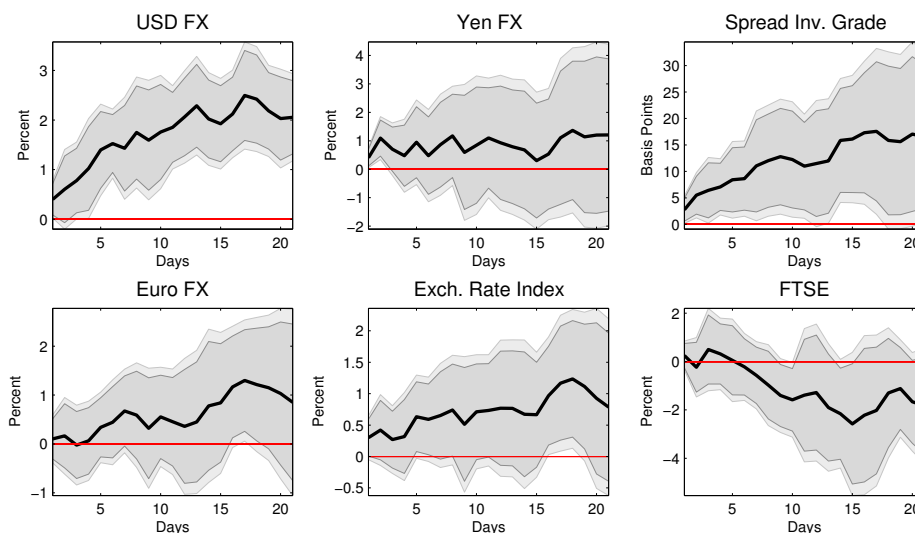 USD FX
Percent
3
2
1
0
5 10 15 20
Days
Yen FX
Percent
4
3
2
1
0
−1
−2
5 10 15 20
Days
Spread Inv. Grade
Basis Points
30
25
20
15
10
5
0
5 10 15 20
Days
Euro FX
Percent
2
1
0
−1
5 10 15 20
Days
Exch. Rate Index
Percent
2
1.5
1
0.5
0
−0.5
5 10 15 20
Days
FTSE
Percent
2
0
−2
−4
5 10 15 20
Days